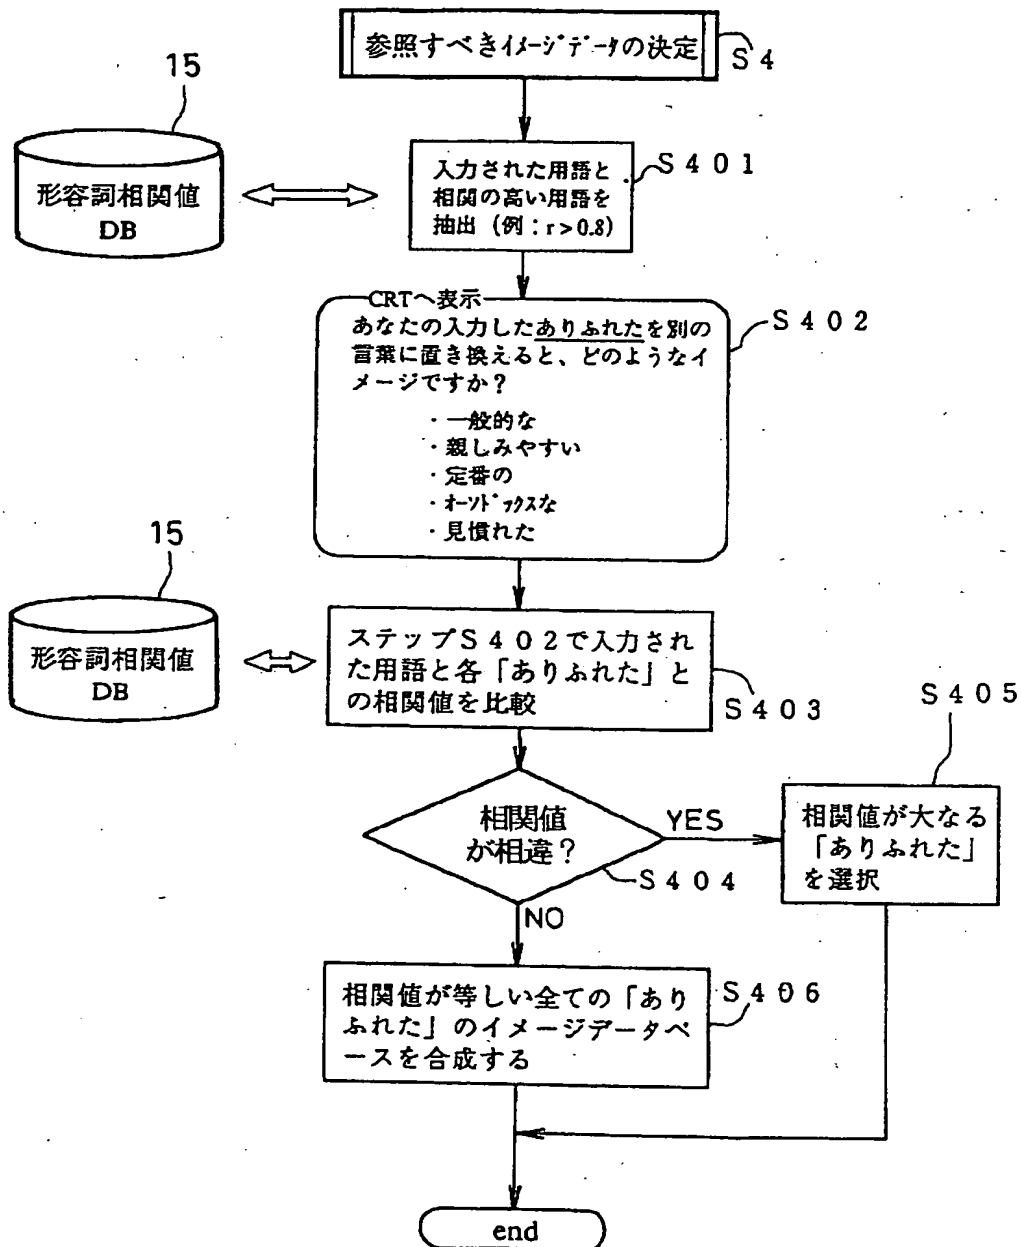 参照すべきイメージデータの決定
S4
15
形容詞相関値
DB
入力された用語と
相関の高い用語を
抽出（例：r＞0.8）
S401
CRTへ表示
あなたの入力したありふれたを別の
言葉に置き換えると、どのようなイ
メージですか？
・一般的な
・親しみやすい
・定番の
・オーソドックスな
・見慣れた
S402
15
形容詞相関値
DB
ステップS402で入力され
た用語と各「ありふれた」と
の相関値を比較
S403
相関値
が相違？
YES
S404
NO
S405
相関値が大なる
「ありふれた」
を選択
相関値が等しい全ての「あり
ふれた」のイメージデータベ
ースを合成する
S406
end